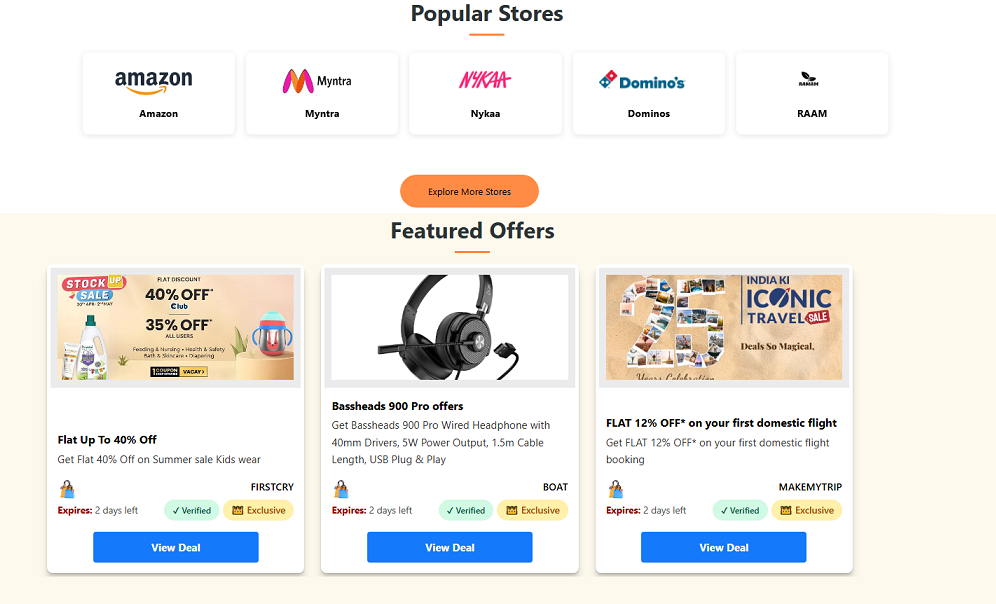 Popular Stores
amazon
Myntra
NYKAA
Domino's
RAMAM
Amazon
Myntra
Nykaa
Dominos
RAAM
Explore More Stores
Featured Offers
STOCK UP
SALE
30TH APR - 2ND MAY
FLAT DISCOUNT
40% OFF*
Club
35% OFF*
ALL USERS
Feeding & Nursing • Health & Safety
Bath & Skincare • Diapering
COUPON
VACAY
INDIA KI
ICONIC
TRAVEL SALE
25
Deals So Magical,
Years Celebration
Flat Up To 40% Off
Get Flat 40% Off on Summer sale Kids wear
FIRSTCRY
Expires: 2 days left
✓ Verified
Exclusive
View Deal
Bassheads 900 Pro offers
Get Bassheads 900 Pro Wired Headphone with
40mm Drivers, 5W Power Output, 1.5m Cable
Length, USB Plug & Play
BOAT
Expires: 2 days left
✓ Verified
Exclusive
View Deal
FLAT 12% OFF* on your first domestic flight
Get FLAT 12% OFF* on your first domestic flight
booking
MAKEMYTRIP
Expires: 2 days left
✓ Verified
Exclusive
View Deal